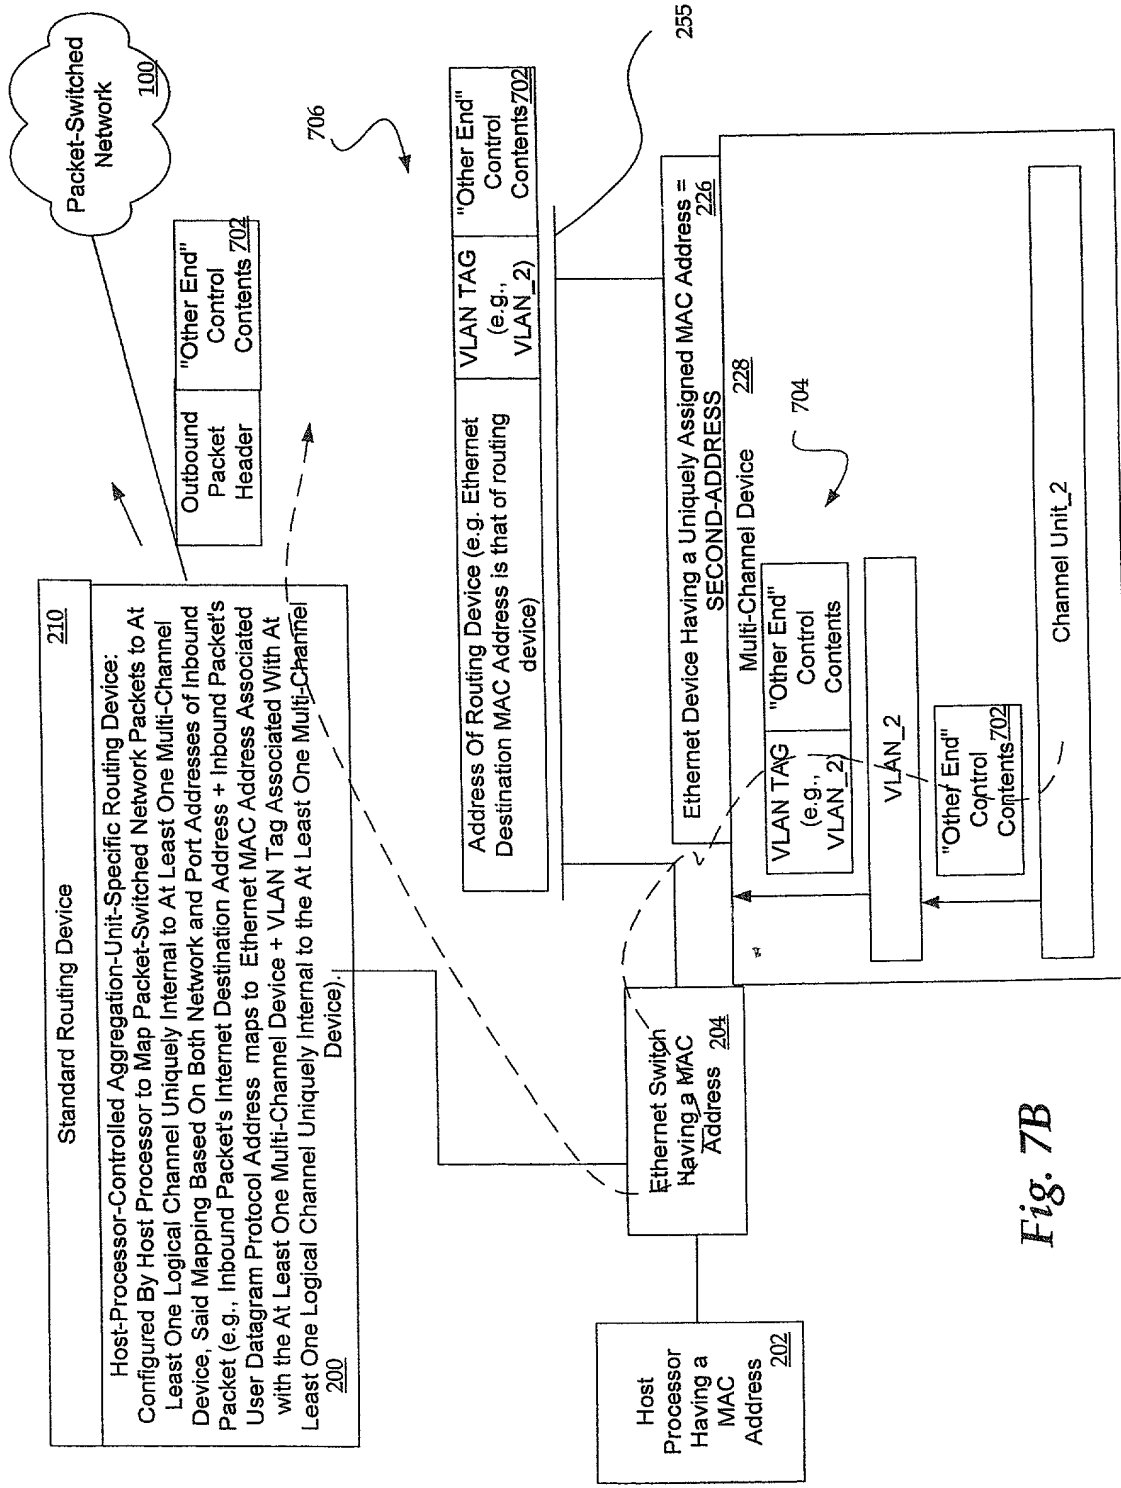 Standard Routing Device
210
Host-Processor-Controlled Aggregation-Unit-Specific Routing Device:
Configured By Host Processor to Map Packet-Switched Network Packets to At
Least One Logical Channel Uniquely Internal to At Least One Multi-Channel
Device, Said Mapping Based On Both Network and Port Addresses of Inbound
Packet (e.g., Inbound Packet's Internet Destination Address + Inbound Packet's
User Datagram Protocol Address maps to Ethernet MAC Address Associated
with the At Least One Multi-Channel Device + VLAN Tag Associated With At
Least One Logical Channel Uniquely Internal to the At Least One Multi-Channel
Device).
200
Packet-Switched
Network
100
Outbound
Packet
Header
"Other End"
Control
Contents 702
706
Address Of Routing Device (e.g. Ethernet
Destination MAC Address is that of routing
device)
VLAN TAG
(e.g.,
VLAN_2)
"Other End"
Control
Contents702
255
Host
Processor
Having a
MAC
Address
202
Ethernet Switch
Having a MAC
Address 204
Ethernet Device Having a Uniquely Assigned MAC Address =
SECOND-ADDRESS
226
Multi-Channel Device
228
704
VLAN TAG
(e.g.,
VLAN_2)
"Other End"
Control
Contents
VLAN_2
"Other End"
Control
Contents702
Channel Unit_2
Fig. 7B